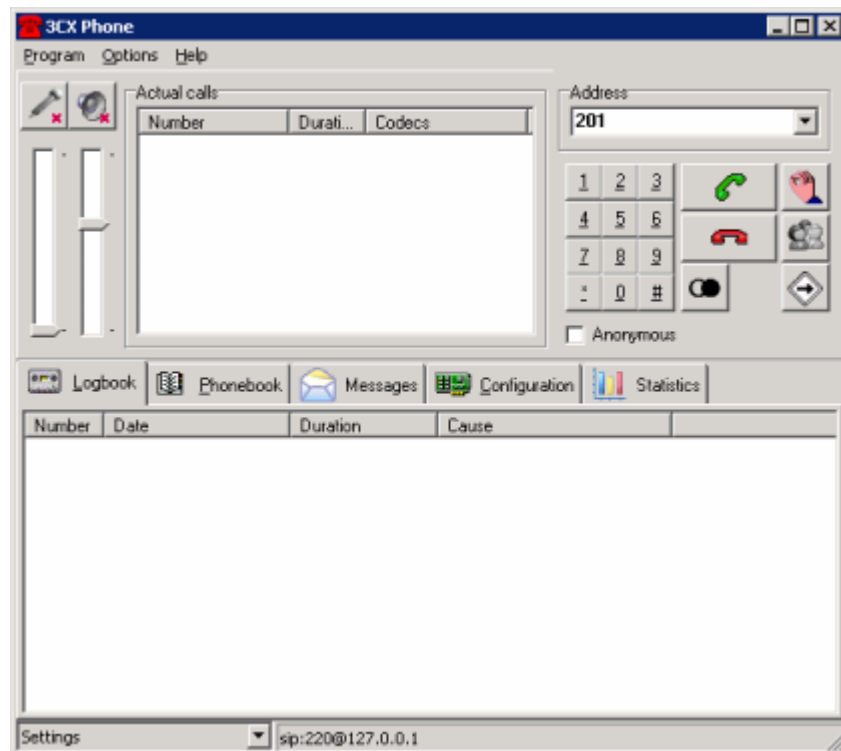 3CX Phone
Program Options Help
Actual calls
Number Durati... Codecs
Address
201
1 2 3
4 5 6
7 8 9
* 0 #
Anonymous
Logbook Phonebook Messages Configuration Statistics
Number Date Duration Cause
Settings sip:220@127.0.0.1